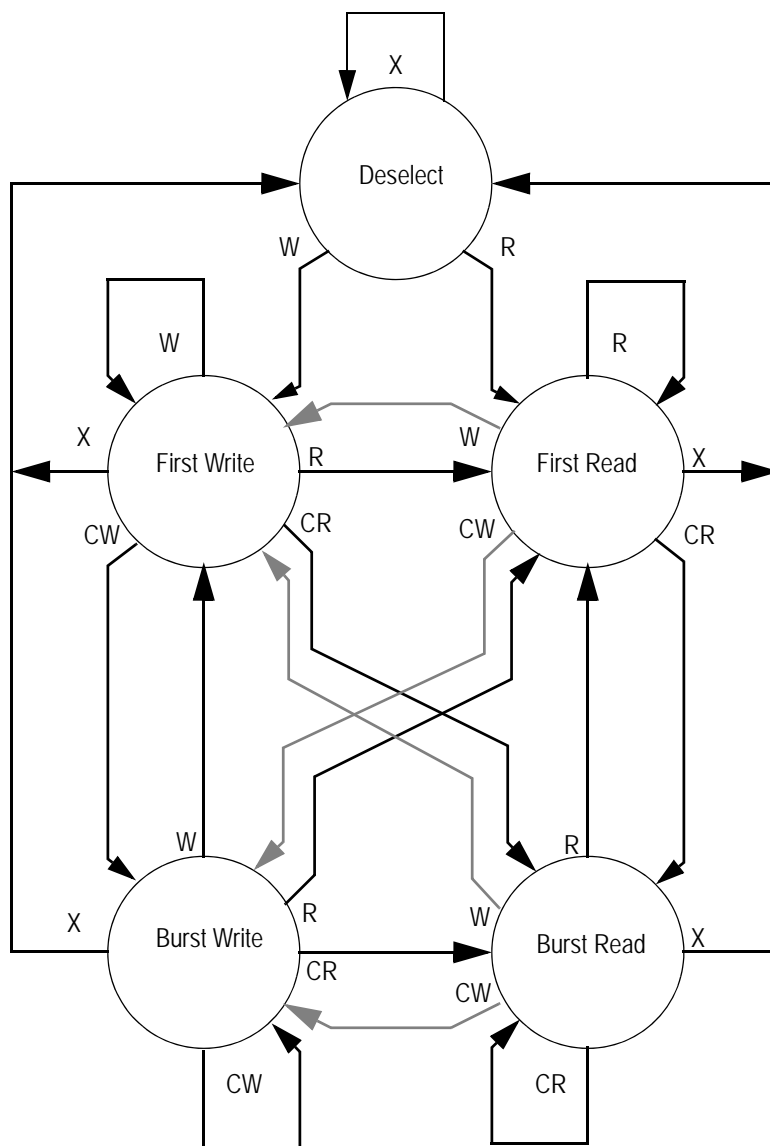 X
Deselect
W
R
W
R
X
W
First Write
R
First Read
X
CW
CR
CW
CR
W
R
X
R
W
Burst Write
Burst Read
X
CR
CW
CW
CR